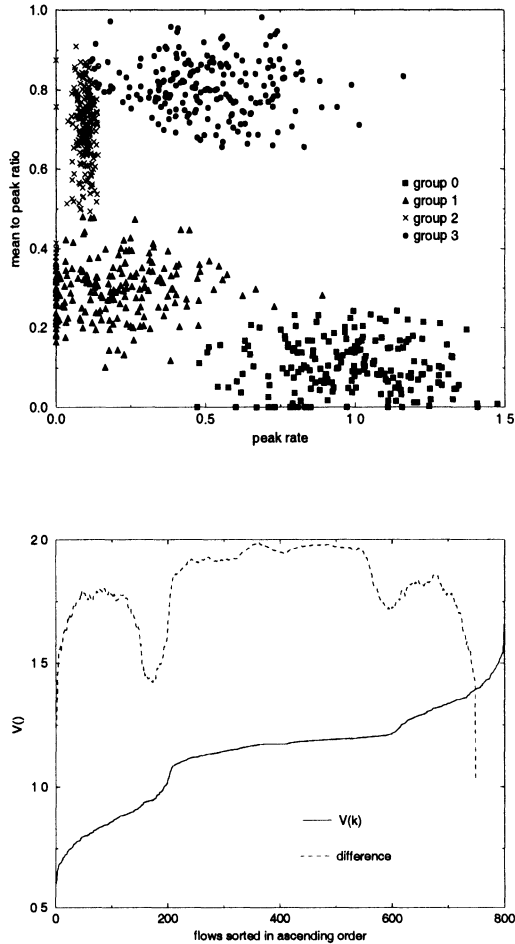 1.0
0.8
0.6
0.4
0.2
0.0
mean to peak ratio
group 0
group 1
group 2
group 3
0.0 0.5 1 0 1 5
peak rate
2 0
1 5
1 0
0 5
V()
V(k)
difference
0 200 400 600 800
flows sorted in ascending order